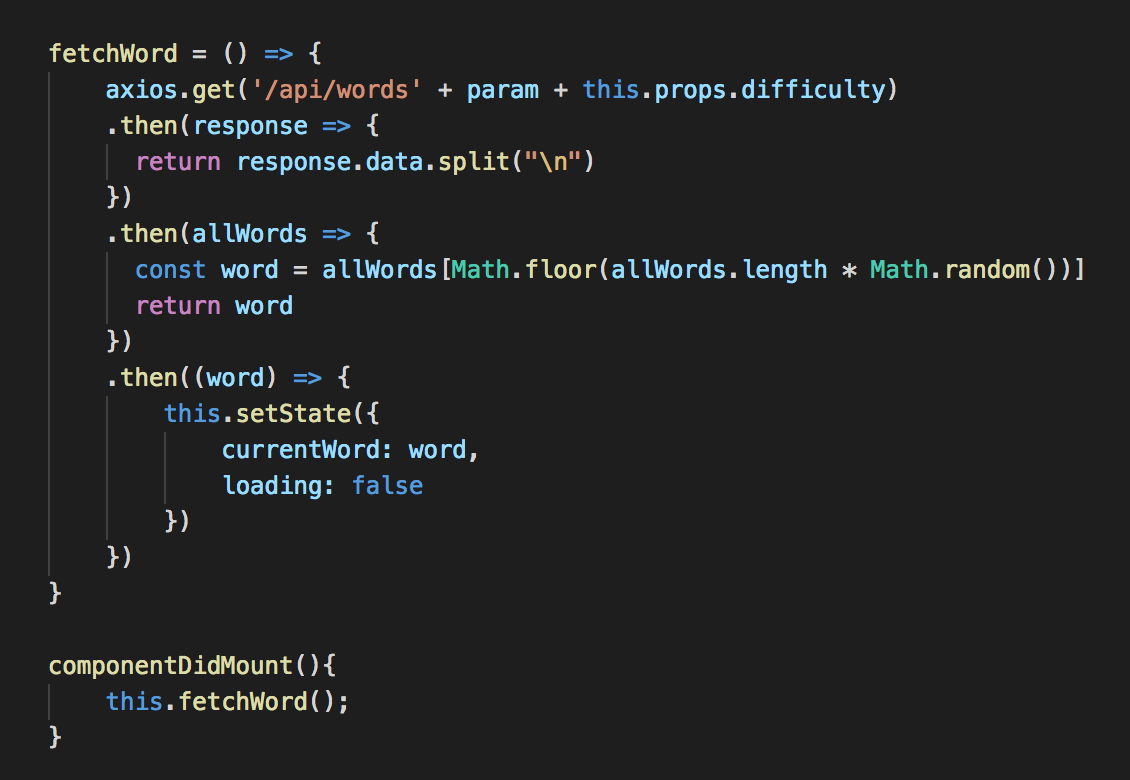 fetchWord = () => {
    axios.get('/api/words' + param + this.props.difficulty)
    .then(response => {
      return response.data.split("\n")
    })
    .then(allWords => {
      const word = allWords[Math.floor(allWords.length * Math.random())]
      return word
    })
    .then((word) => {
        this.setState({
            currentWord: word,
            loading: false
        })
    })
}

componentDidMount(){
    this.fetchWord();
}